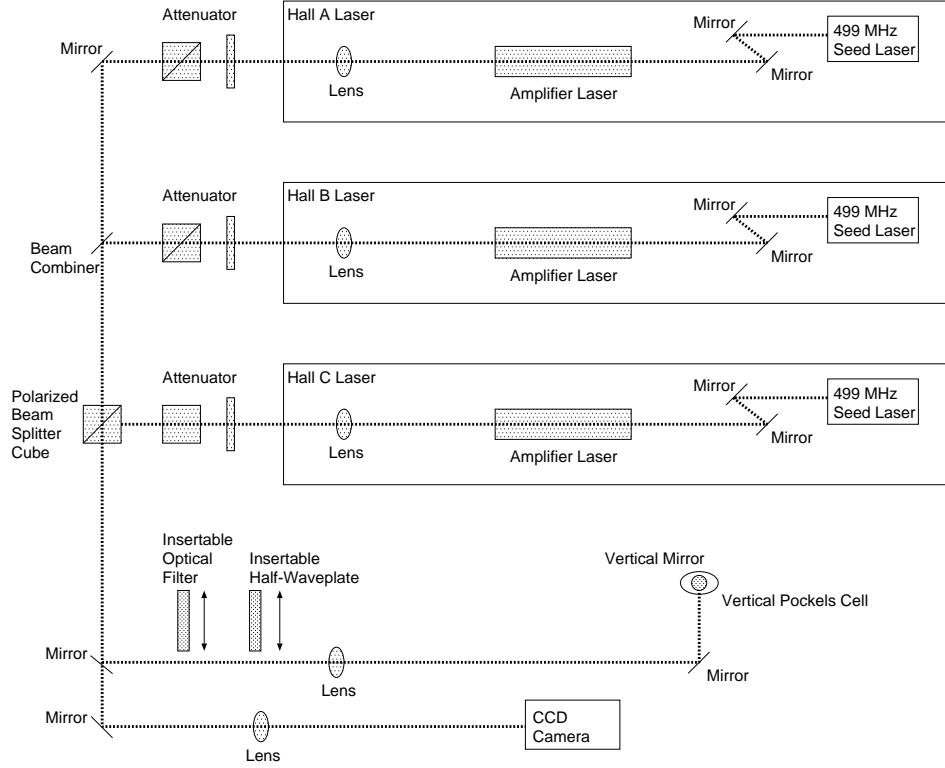 Attenuator
Hall A Laser
Mirror
499 MHz
Seed Laser
Mirror
Mirror
Lens
Amplifier Laser
Attenuator
Hall B Laser
Mirror
499 MHz
Seed Laser
Beam
Combiner
Mirror
Lens
Amplifier Laser
Attenuator
Hall C Laser
Mirror
499 MHz
Seed Laser
Polarized
Beam
Splitter
Cube
Mirror
Lens
Amplifier Laser
Insertable
Optical
Filter
Insertable
Half-Waveplate
Vertical Mirror
Vertical Pockels Cell
Mirror
Lens
Mirror
Mirror
Lens
CCD
Camera